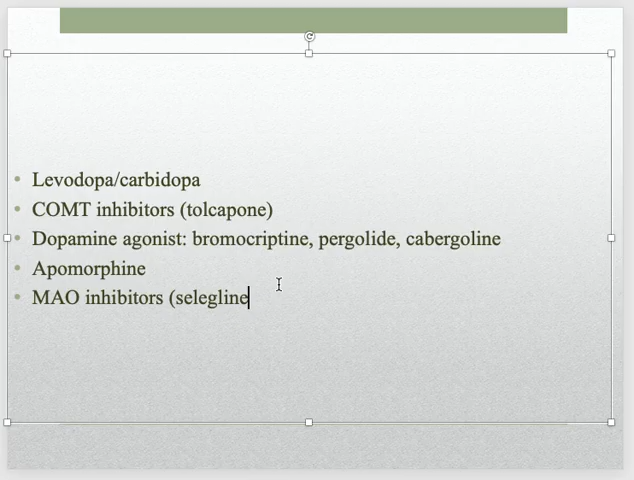 • Levodopa/carbidopa
• COMT inhibitors (tolcapone)
• Dopamine agonist: bromocriptine, pergolide, cabergoline
• Apomorphine
• MAO inhibitors (selegline